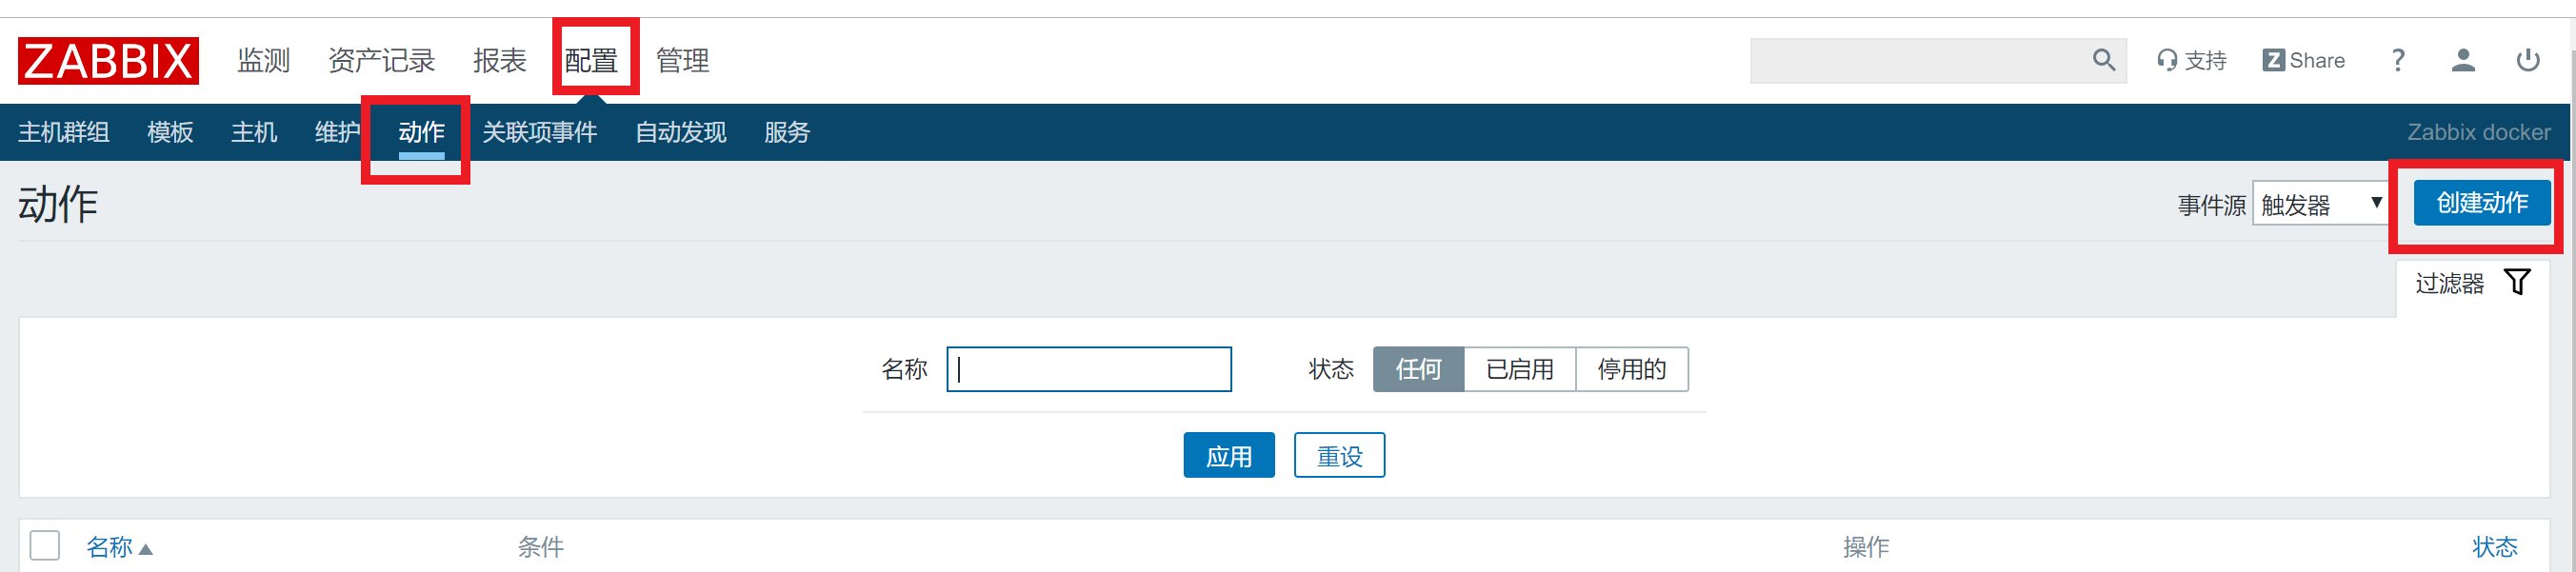 ZABBIX 监测 资产记录 报表 配置 管理 支持 Z Share ?
主机群组 模板 主机 维护 动作 关联项事件 自动发现 服务 Zabbix docker
动作 事件源 触发器 创建动作
过滤器
名称 状态 任何 已启用 停用的
应用 重设
名称 条件 操作 状态